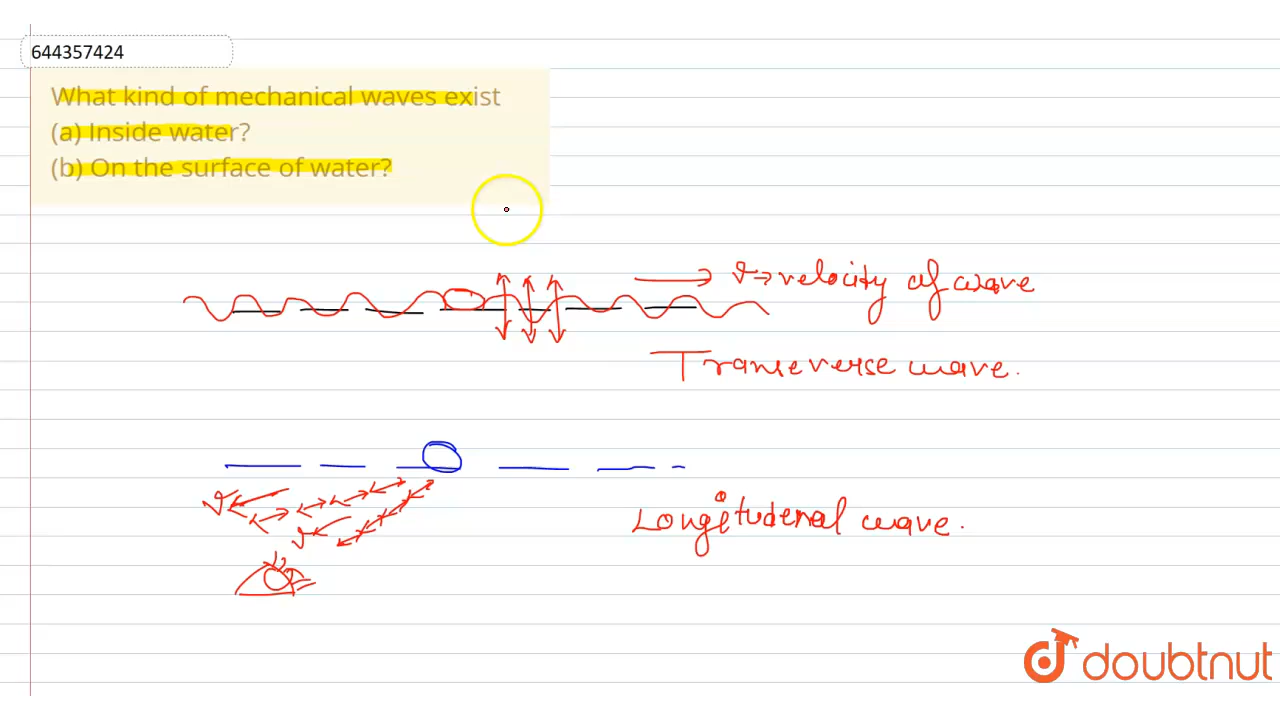 644357424
What kind of mechanical waves exist
(a) Inside water?
(b) On the surface of water?
v → velocity of wave
Transeverse wave.
v
v
Longitudenal wave.
doubtnut